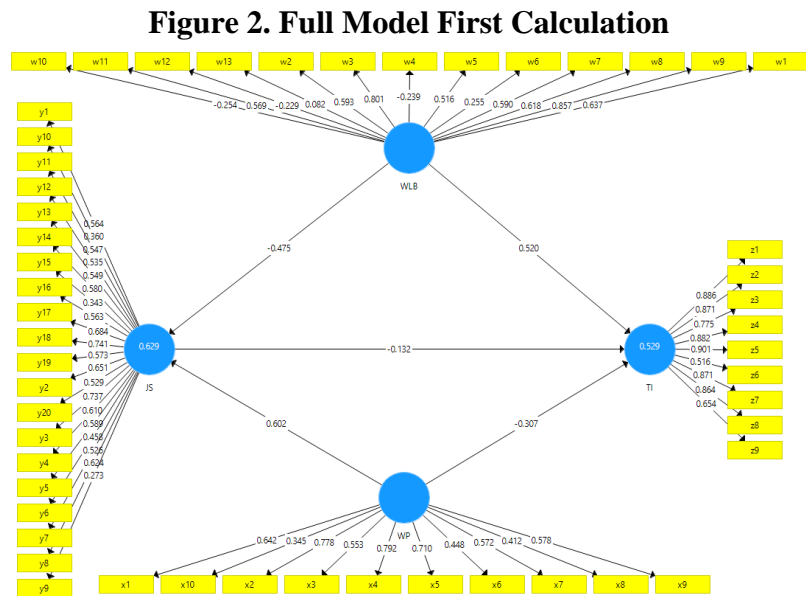 Figure 2. Full Model First Calculation
w10 w11 w12 w13 w2 w3 w4 w5 w6 w7 w8 w9 w1
-0.254 0.569 -0.229 0.082 0.593 0.801 -0.239 0.516 0.255 0.590 0.618 0.857 0.637
WLB
y1
y10
y11
y12
y13
y14
y15
y16
y17
y18
y19
y2
y20
y3
y4
y5
y6
y7
y8
y9
0.564
0.360
0.547
0.535
0.549
0.580
0.343
0.563
0.684
0.741
0.573
0.651
0.529
0.737
0.610
0.589
0.458
0.526
0.624
0.273
0.629
JS
-0.475
0.520
-0.132
0.602
-0.307
0.529
TI
0.886
0.871
0.775
0.882
0.901
0.516
0.871
0.864
0.654
z1
z2
z3
z4
z5
z6
z7
z8
z9
WP
0.642 0.345 0.778 0.553 0.792 0.710 0.448 0.572 0.412 0.578
x1 x10 x2 x3 x4 x5 x6 x7 x8 x9